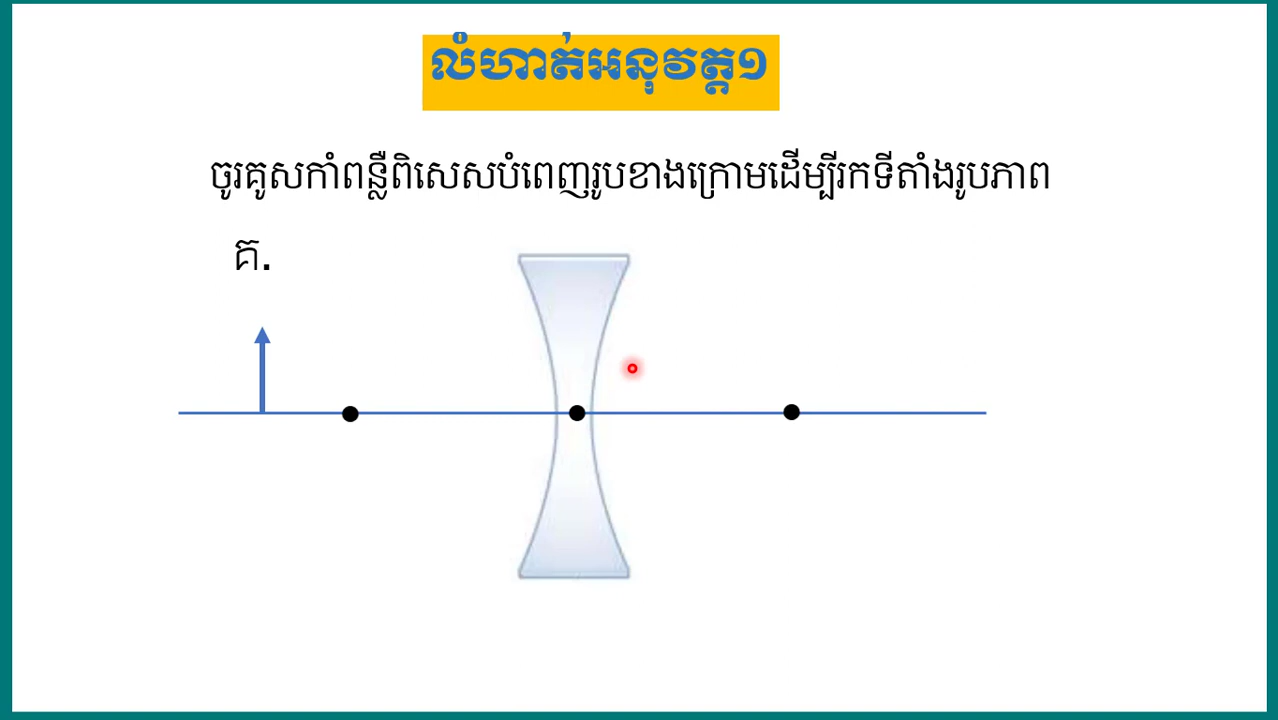 លំហាត់អនុវត្ត១
ចូរគូសកាំពន្លឺពិសេសបំពេញរូបខាងក្រោមដើម្បីរកទីតាំងរូបភាព
គ.